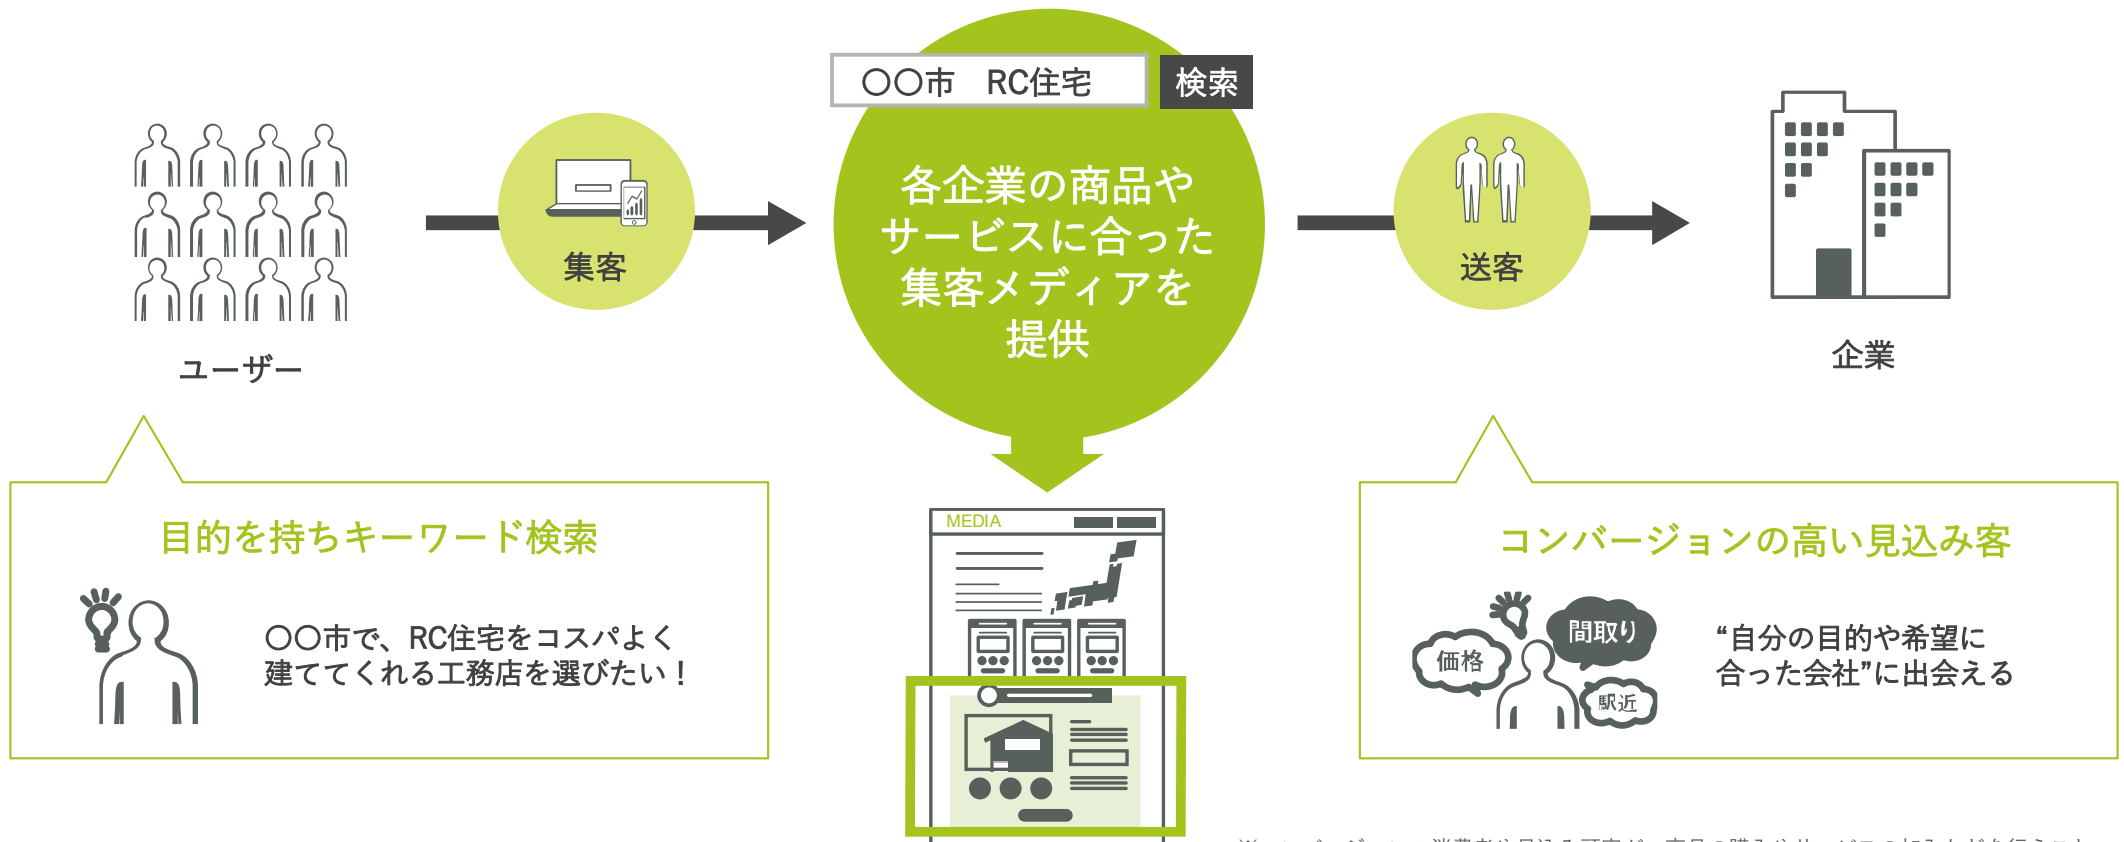 〇〇市　RC住宅
検索
各企業の商品や
サービスに合った
集客メディアを
提供
集客
送客
ユーザー
企業
目的を持ちキーワード検索
〇〇市で、RC住宅をコスパよく
建ててくれる工務店を選びたい！
MEDIA
コンバージョンの高い見込み客
間取り
価格
駅近
“自分の目的や希望に
合った会社”に出会える